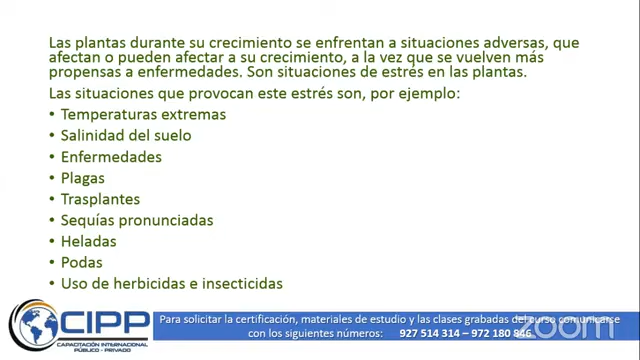 Las plantas durante su crecimiento se enfrentan a situaciones adversas, que
afectan o pueden afectar a su crecimiento, a la vez que se vuelven más
propensas a enfermedades. Son situaciones de estrés en las plantas.
Las situaciones que provocan este estrés son, por ejemplo:
• Temperaturas extremas
• Salinidad del suelo
• Enfermedades
• Plagas
• Trasplantes
• Sequías pronunciadas
• Heladas
• Podas
• Uso de herbicidas e insecticidas
CIPP
CAPACITACIÓN INTERNACIONAL
PÚBLICO - PRIVADO
Para solicitar la certificación, materiales de estudio y las clases grabadas del curso comunicarse
con los siguientes números: 927 514 314 – 972 180 846
zoom